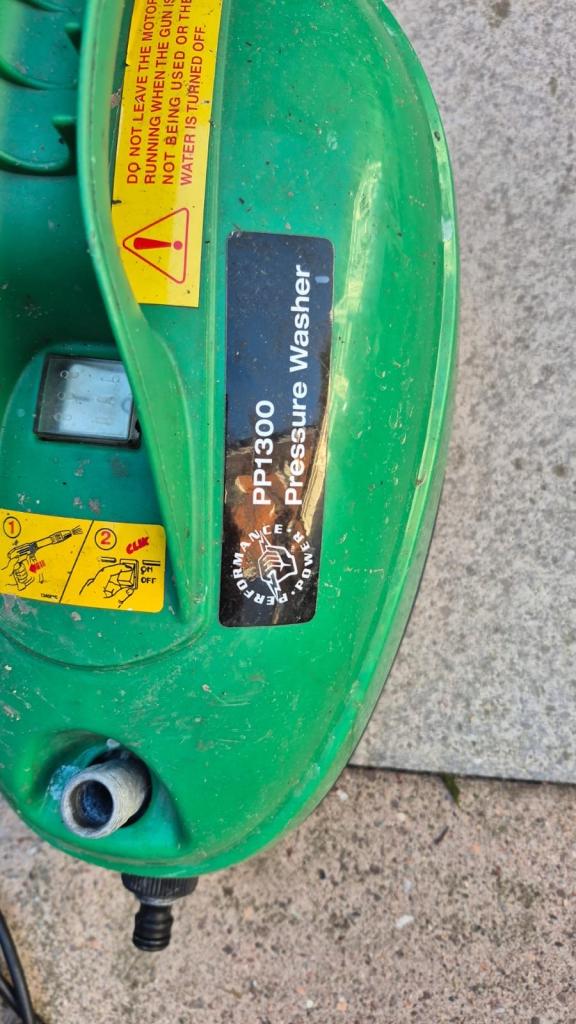 DO NOT LEAVE THE MOTOR
RUNNING WHEN THE GUN IS
NOT BEING USED OR THE
WATER IS TURNED OFF.
PP1300
Pressure Washer
PERFORMANCE • POWER •
1
2
CLIK
ON
OFF